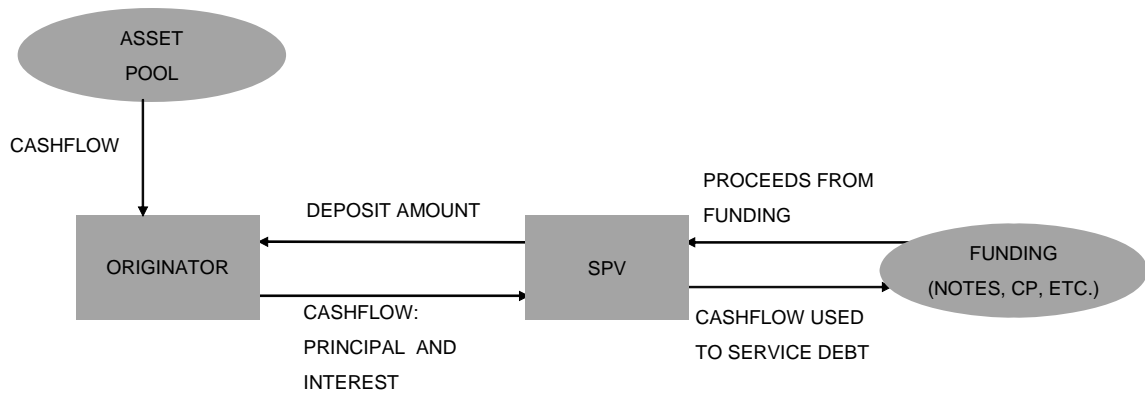 ASSET
POOL
CASHFLOW
PROCEEDS FROM
FUNDING
DEPOSIT AMOUNT
ORIGINATOR
SPV
FUNDING
(NOTES, CP, ETC.)
CASHFLOW:
PRINCIPAL AND
INTEREST
CASHFLOW USED
TO SERVICE DEBT